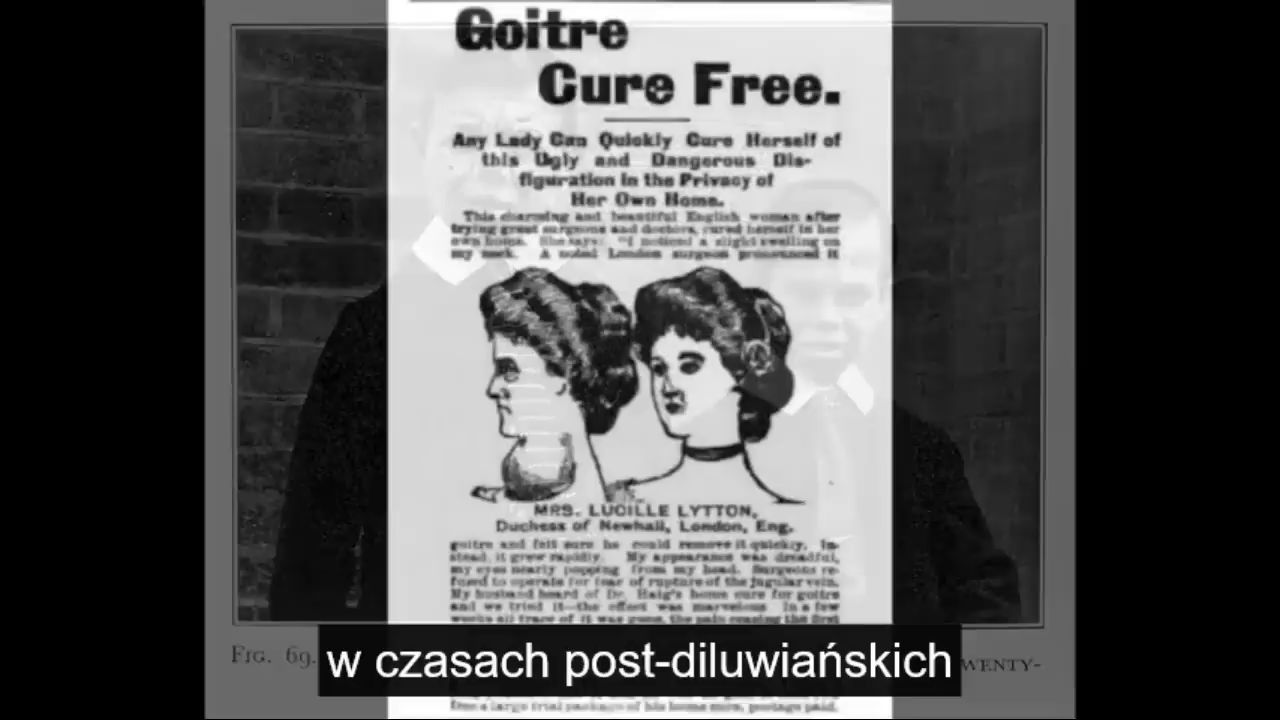 Goitre
Cure Free.
Any Lady Can Quickly Cure Herself of
this Ugly and Dangerous Dis-
figuration in the Privacy of
Her Own Home.
This charming and beautiful English woman after
trying great surgeons and doctors, cured herself in her
own home. She says: "I noticed a slight swelling on
my neck. A noted London surgeon pronounced it
MRS. LUCILLE LYTTON,
Duchess of Newhall, London, Eng.
goitre and felt sure he could remove it quickly. In-
stead, it grew rapidly. My appearance was dreadful,
my eyes nearly popping from my head. Surgeons re-
fused to operate for fear of rupture of the jugular vein.
My husband heard of Dr. Haig's home cure for goitre
and we tried it—the effect was marvelous. In a few
weeks all trace of it was gone, the pain ceasing the first
FIG. 69.
w czasach post-diluwiańskich
WENTY-
free a large trial package of his home cure, postage paid,